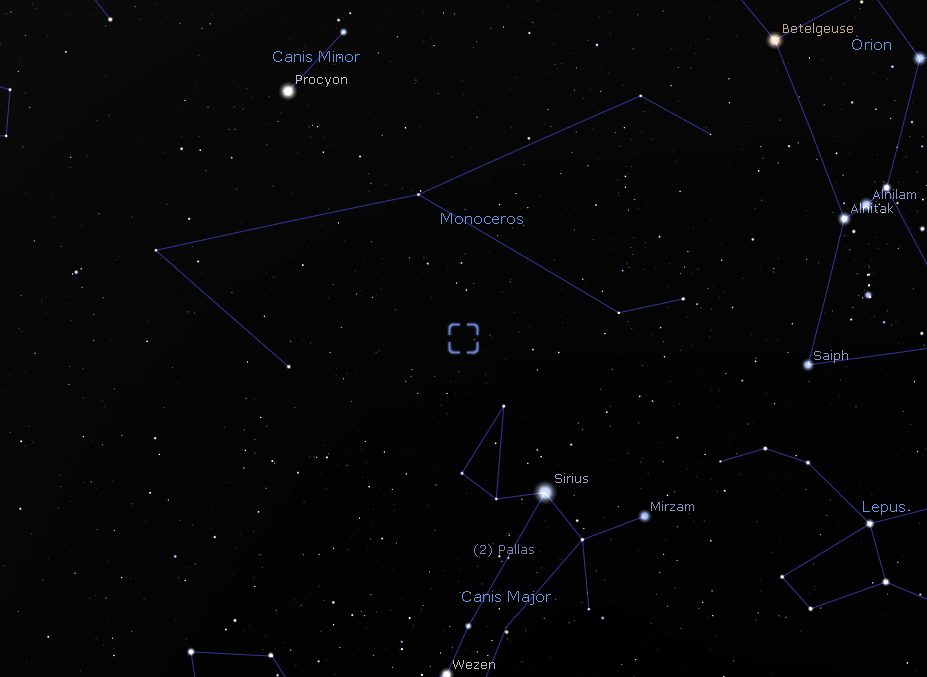 Betelgeuse
Orion
Canis Minor
Procyon
Alnilam
Alnitak
Monoceros
Saiph
Sirius
Mirzam
Lepus
(2) Pallas
Canis Major
Wezen